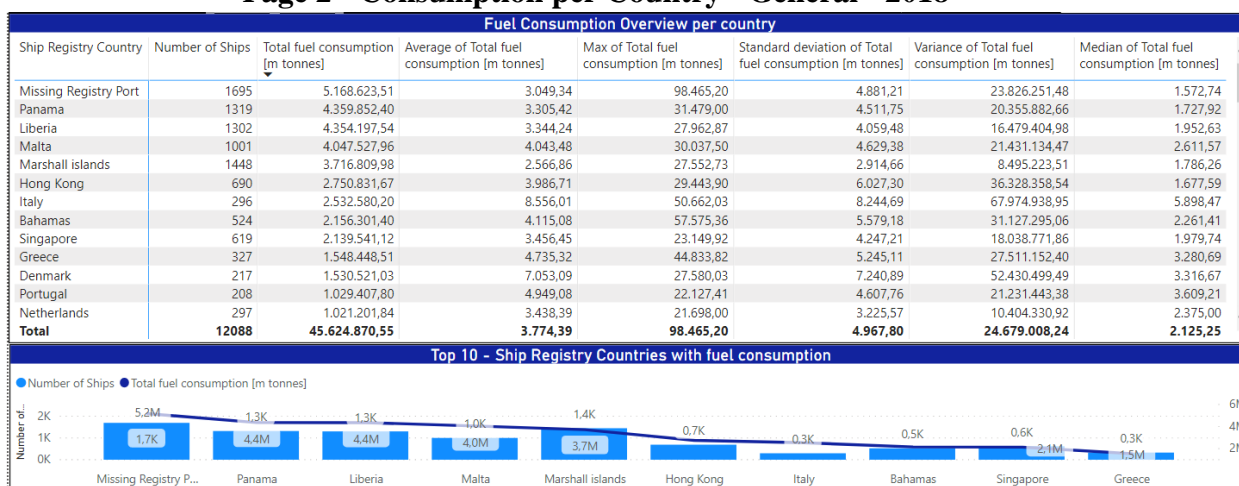 Page 2 - Consumption per Country - General - 2018
Fuel Consumption Overview per country
Ship Registry Country Number of Ships Total fuel consumption [m tonnes] Average of Total fuel consumption [m tonnes] Max of Total fuel consumption [m tonnes] Standard deviation of Total fuel consumption [m tonnes] Variance of Total fuel consumption [m tonnes] Median of Total fuel consumption [m tonnes]
Missing Registry Port 1695 5.168.623,51 3.049,34 98.465,20 4.881,21 23.826.251,48 1.572,74
Panama 1319 4.359.852,40 3.305,42 31.479,00 4.511,75 20.355.882,66 1.727,92
Liberia 1302 4.354.197,54 3.344,24 27.962,87 4.059,48 16.479.404,98 1.952,63
Malta 1001 4.047.527,96 4.043,48 30.037,50 4.629,38 21.431.134,47 2.611,57
Marshall islands 1448 3.716.809,98 2.566,86 27.552,73 2.914,66 8.495.223,51 1.786,26
Hong Kong 690 2.750.831,67 3.986,71 29.443,90 6.027,30 36.328.358,54 1.677,59
Italy 296 2.532.580,20 8.556,01 50.662,03 8.244,69 67.974.938,95 5.898,47
Bahamas 524 2.156.301,40 4.115,08 57.575,36 5.579,18 31.127.295,06 2.261,41
Singapore 619 2.139.541,12 3.456,45 23.149,92 4.247,21 18.038.771,86 1.979,74
Greece 327 1.548.448,51 4.735,32 44.833,82 5.245,11 27.511.152,40 3.280,69
Denmark 217 1.530.521,03 7.053,09 27.580,03 7.240,89 52.430.499,49 3.316,67
Portugal 208 1.029.407,80 4.949,08 22.127,41 4.607,76 21.231.443,38 3.609,21
Netherlands 297 1.021.201,84 3.438,39 21.698,00 3.225,57 10.404.330,92 2.375,00
Total 12088 45.624.870,55 3.774,39 98.465,20 4.967,80 24.679.008,24 2.125,25
Top 10 - Ship Registry Countries with fuel consumption
Number of Ships Total fuel consumption [m tonnes]
Number of...
2K
1K
0K
5,2M 1,3K 1,3K 1,0K 1,4K 0,7K 0,3K 0,5K 0,6K 0,3K
1,7K 4,4M 4,4M 4,0M 3,7M 2,1M 1,5M
6M
4M
2M
Missing Registry P... Panama Liberia Malta Marshall islands Hong Kong Italy Bahamas Singapore Greece